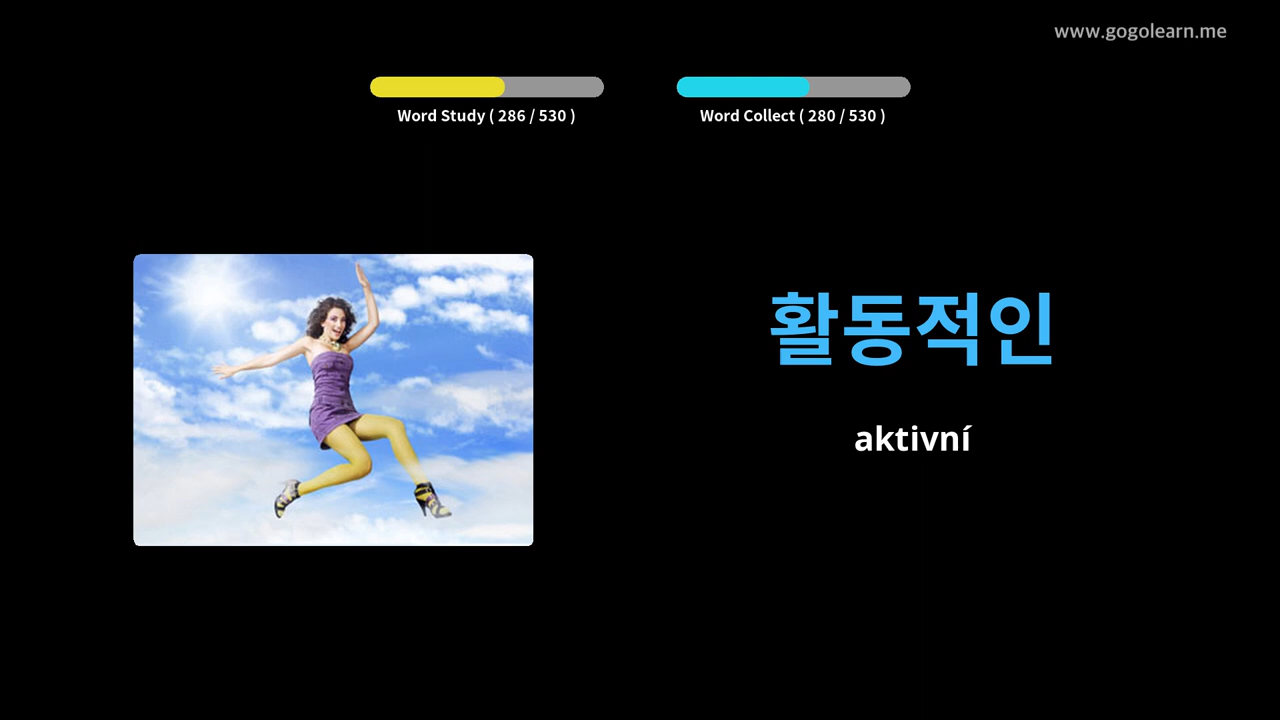 www.gogolearn.me
Word Study ( 286 / 530 )
Word Collect ( 280 / 530 )
활동적인
aktivní